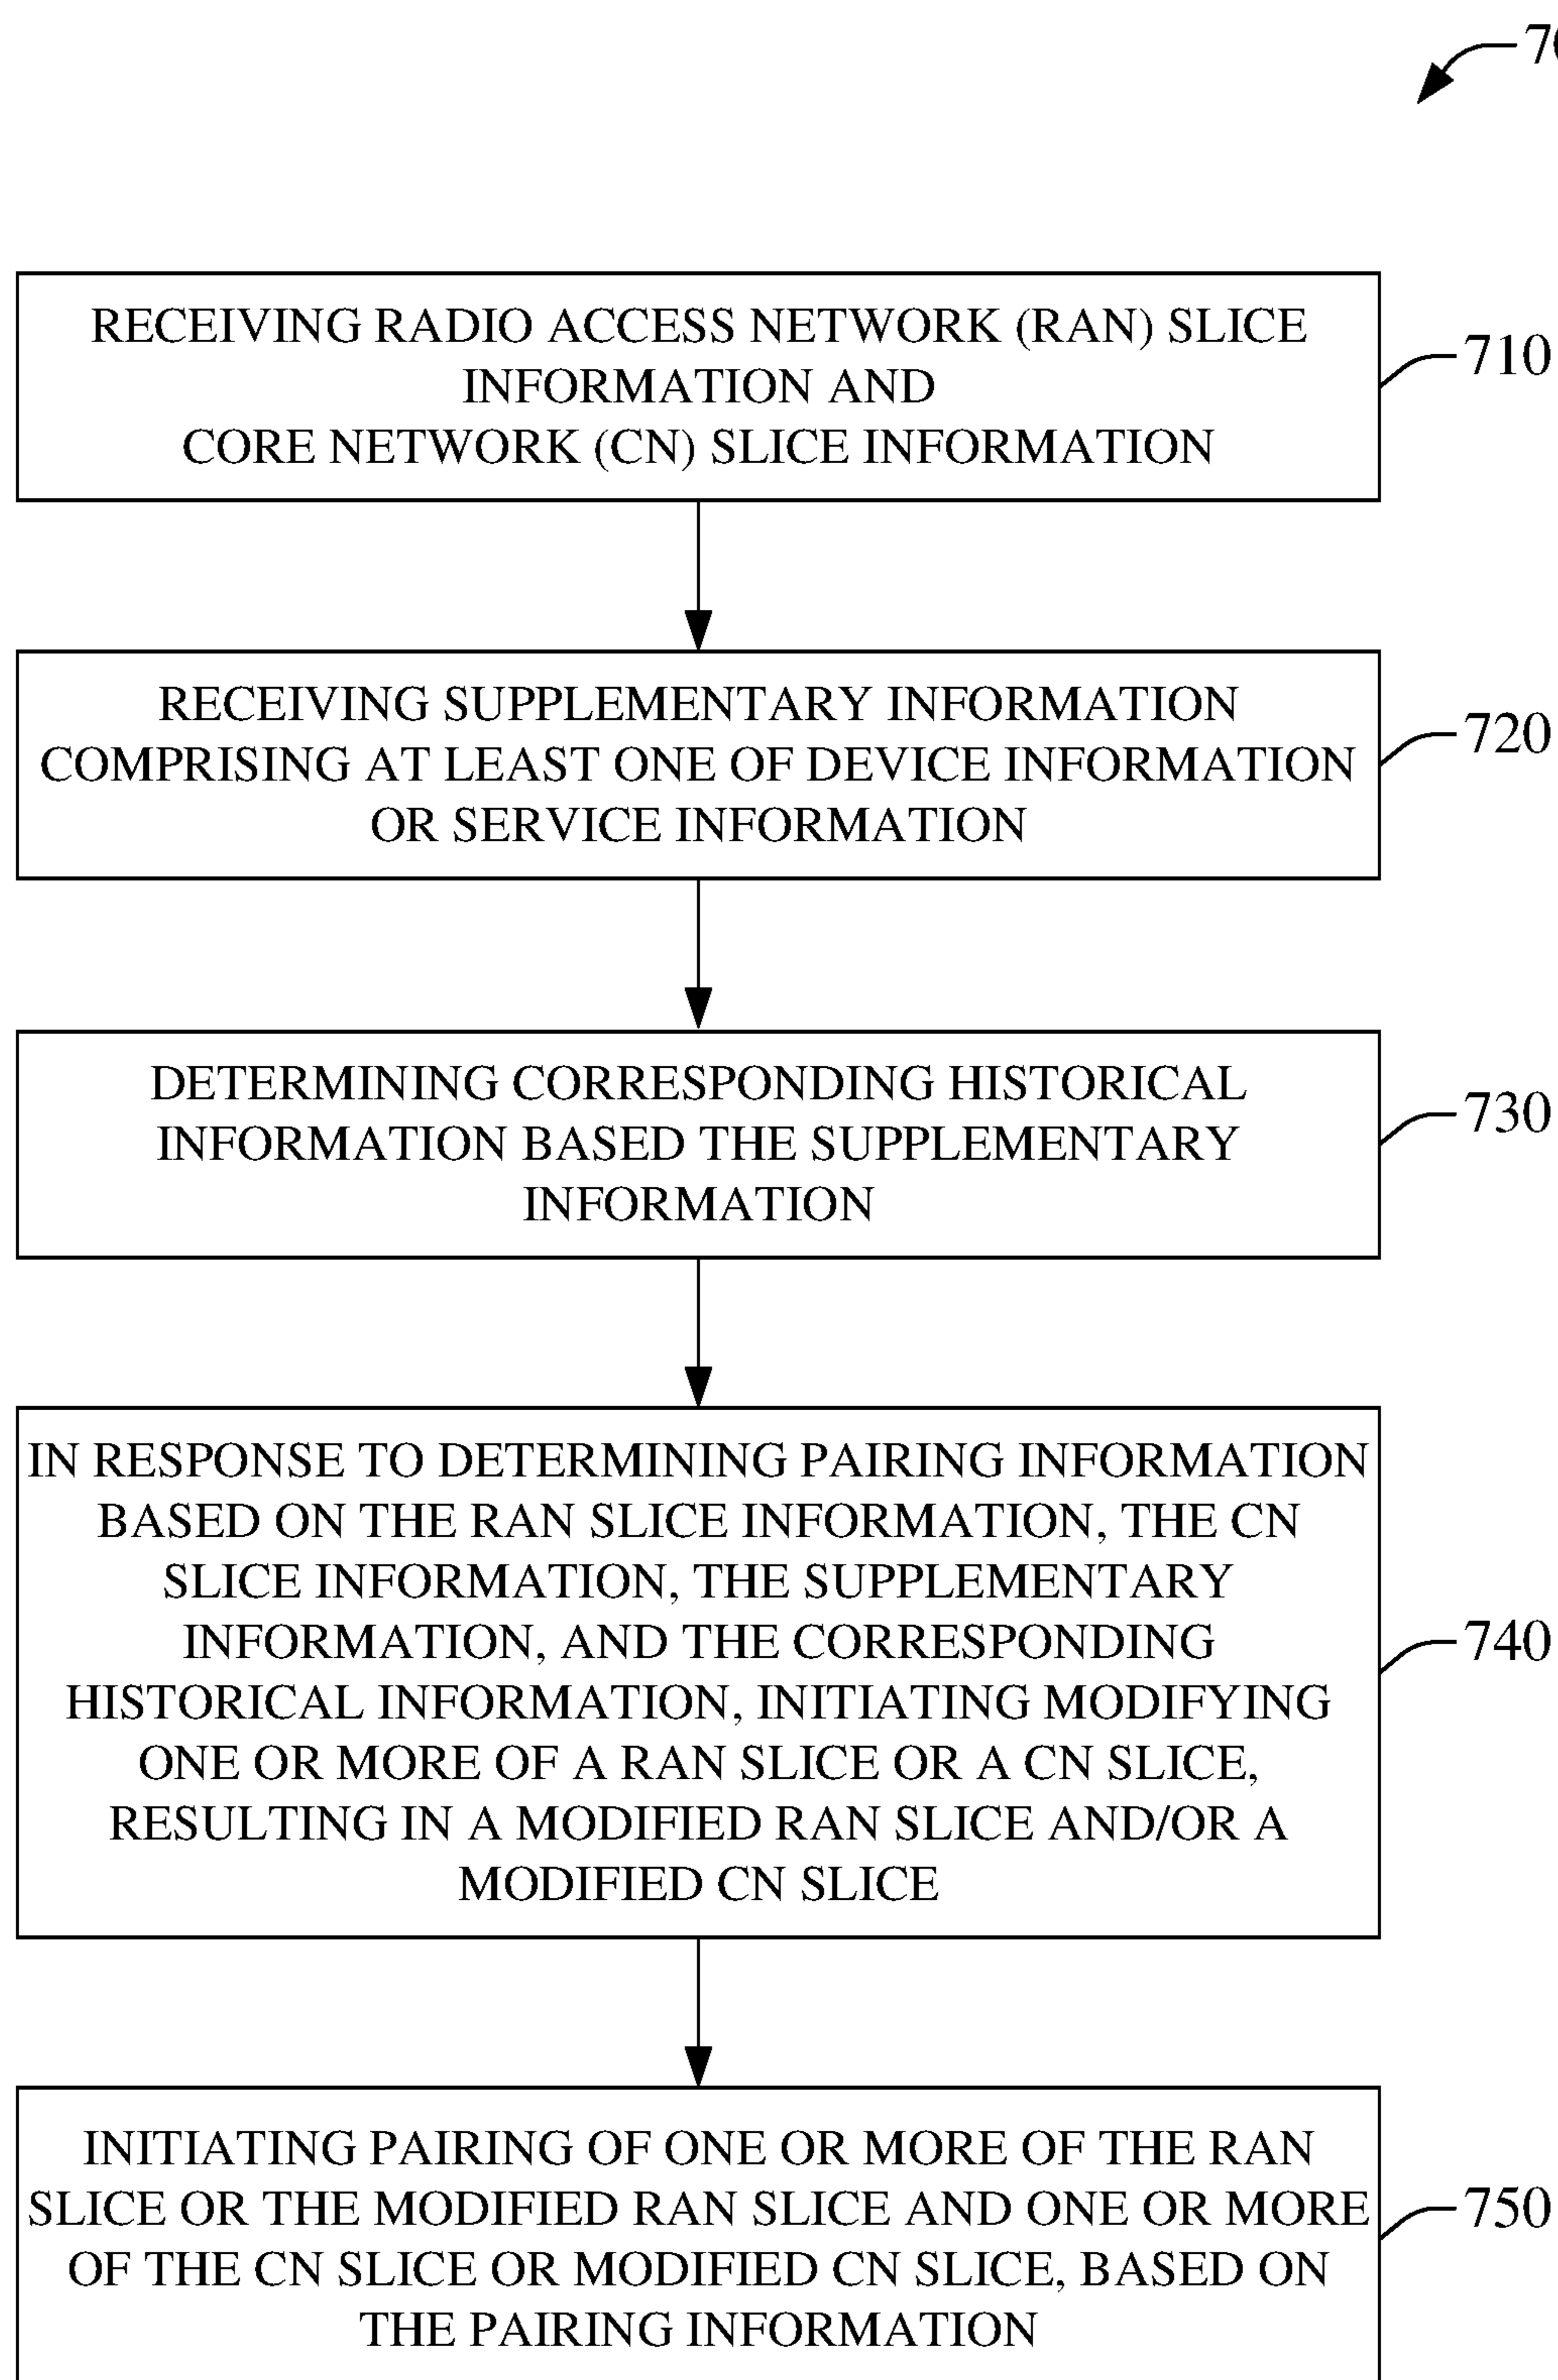 RECEIVING RADIO ACCESS NETWORK (RAN) SLICE
INFORMATION AND
CORE NETWORK (CN) SLICE INFORMATION
710
RECEIVING SUPPLEMENTARY INFORMATION
COMPRISING AT LEAST ONE OF DEVICE INFORMATION
OR SERVICE INFORMATION
720
DETERMINING CORRESPONDING HISTORICAL
INFORMATION BASED THE SUPPLEMENTARY
INFORMATION
730
IN RESPONSE TO DETERMINING PAIRING INFORMATION
BASED ON THE RAN SLICE INFORMATION, THE CN
SLICE INFORMATION, THE SUPPLEMENTARY
INFORMATION, AND THE CORRESPONDING
HISTORICAL INFORMATION, INITIATING MODIFYING
ONE OR MORE OF A RAN SLICE OR A CN SLICE,
RESULTING IN A MODIFIED RAN SLICE AND/OR A
MODIFIED CN SLICE
740
INITIATING PAIRING OF ONE OR MORE OF THE RAN
SLICE OR THE MODIFIED RAN SLICE AND ONE OR MORE
OF THE CN SLICE OR MODIFIED CN SLICE, BASED ON
THE PAIRING INFORMATION
750